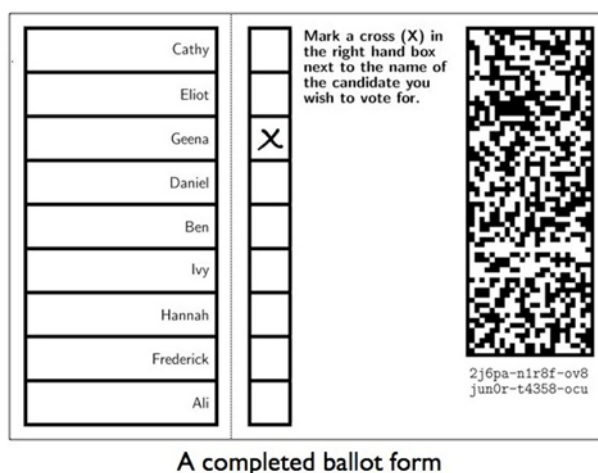 Cathy
Eliot
Geena
Daniel
Ben
Ivy
Hannah
Frederick
Ali
X
Mark a cross (X) in
the right hand box
next to the name of
the candidate you
wish to vote for.
2j6pa-n1r8f-ov8
jun0r-t4358-ocu
A completed ballot form